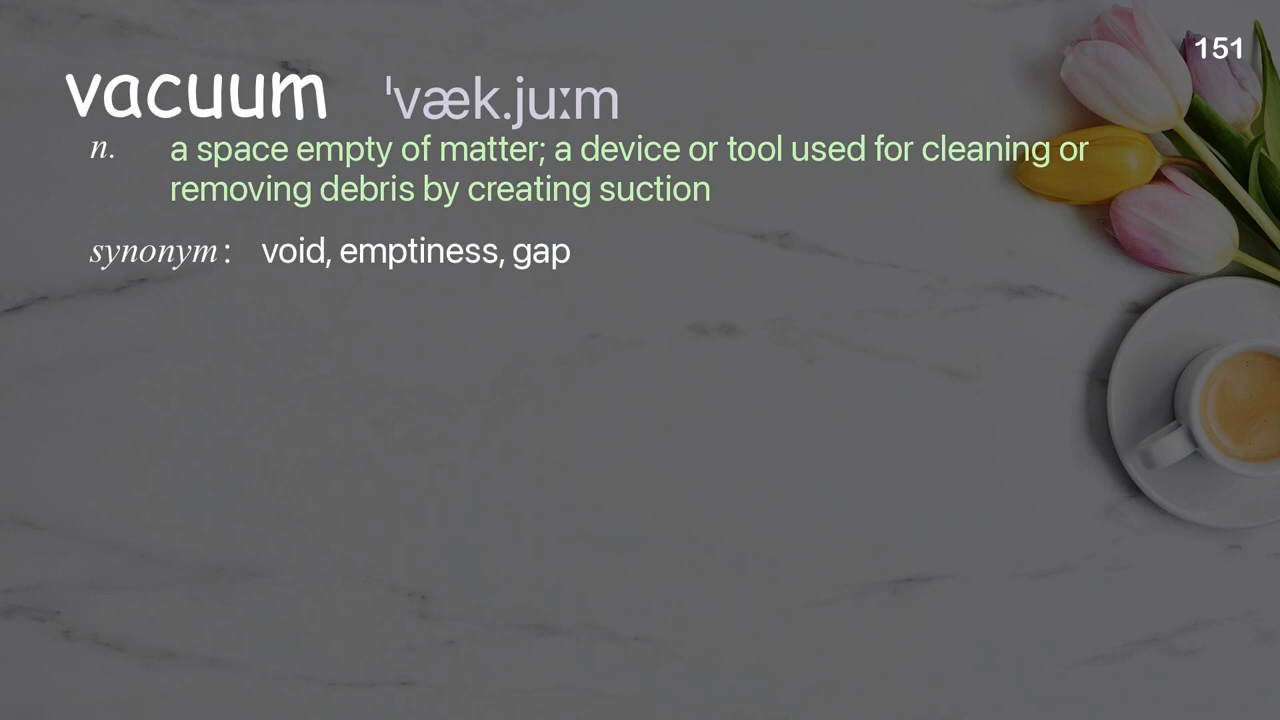 151
vacuum ˈvæk.juːm
n. a space empty of matter; a device or tool used for cleaning or
removing debris by creating suction
synonym: void, emptiness, gap